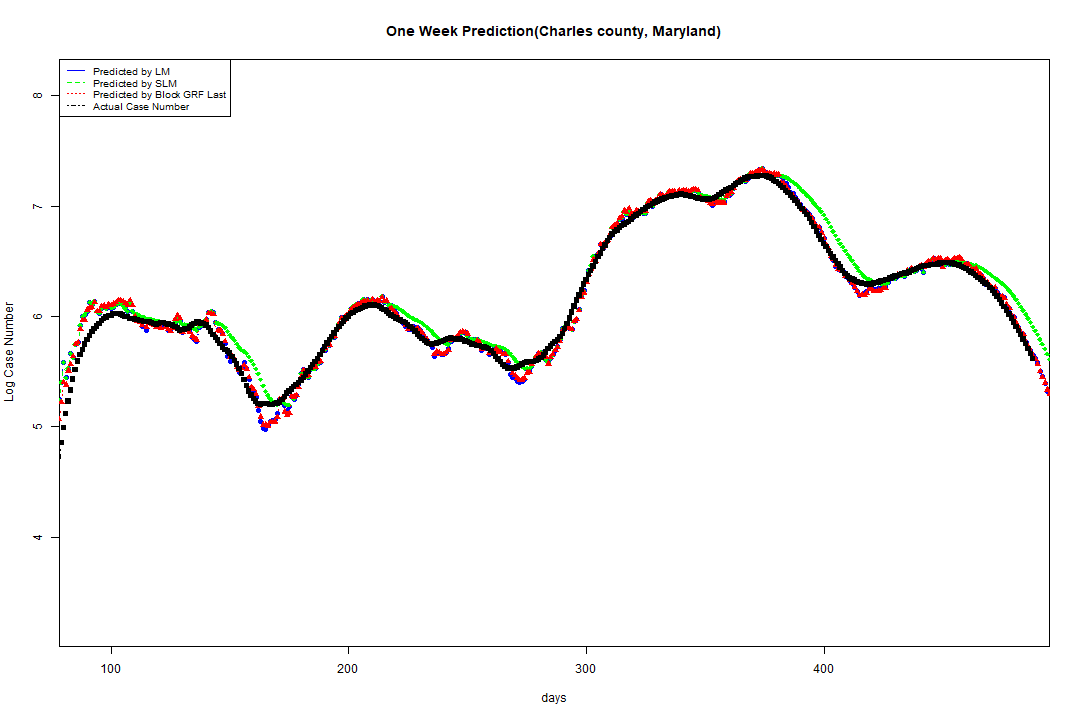 One Week Prediction(Charles county, Maryland)
Predicted by LM
Predicted by SLM
Predicted by Block GRF Last
Actual Case Number
8
7
6
5
4
Log Case Number
100 200 300 400
days